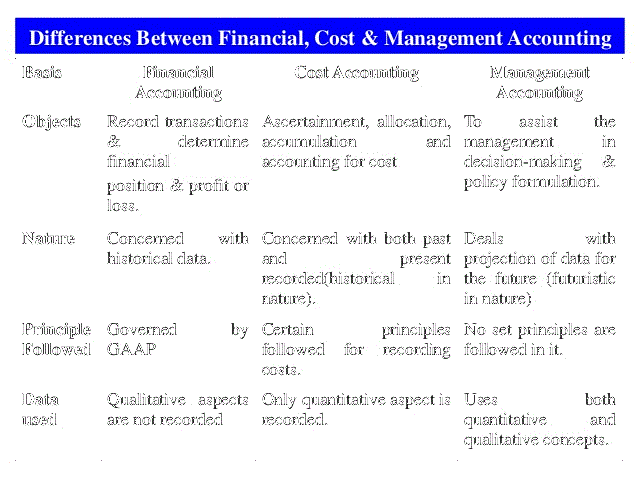 Differences Between Financial, Cost & Management Accounting
Basis
Financial
Accounting
Cost Accounting
Management
Accounting
Objects
Record transactions
& determine
financial
position & profit or
loss.
Ascertainment, allocation,
accumulation and
accounting for cost
To assist the
management in
decision-making &
policy formulation.
Nature
Concerned with
historical data.
Concerned with both past
and present
recorded(historical in
nature).
Deals with
projection of data for
the future (futuristic
in nature)
Principle
Followed
Governed by
GAAP
Certain principles
followed for recording
costs.
No set principles are
followed in it.
Data
used
Qualitative aspects
are not recorded
Only quantitative aspect is
recorded.
Uses both
quantitative and
qualitative concepts.